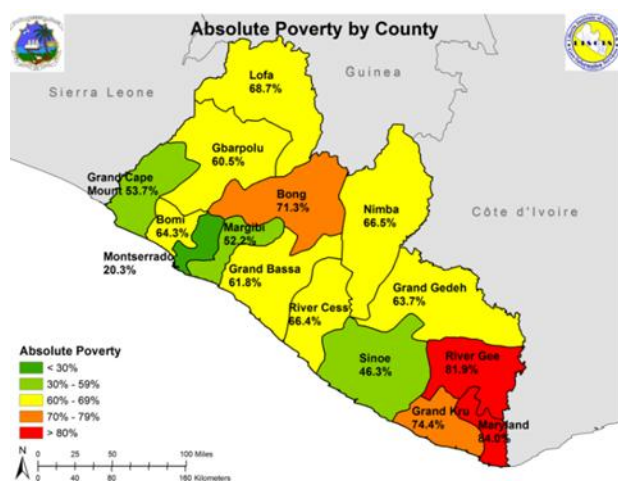 Absolute Poverty by County
Sierra Leone
Guinea
Côte d'Ivoire
Lofa
68.7%
Gbarpolu
60.5%
Grand Cape
Mount 53.7%
Bong
71.3%
Nimba
66.5%
Bomi
64.3%
Margibi
52.2%
Montserrado
20.3%
Grand Bassa
61.8%
River Cess
66.4%
Grand Gedeh
63.7%
Sinoe
46.3%
River Gee
81.9%
Grand Kru
74.4%
Maryland
84.0%
Absolute Poverty
< 30%
30% - 59%
60% - 69%
70% - 79%
> 80%
N
0 25 50 100 Miles
0 40 80 160 Kilometers
LISGIS